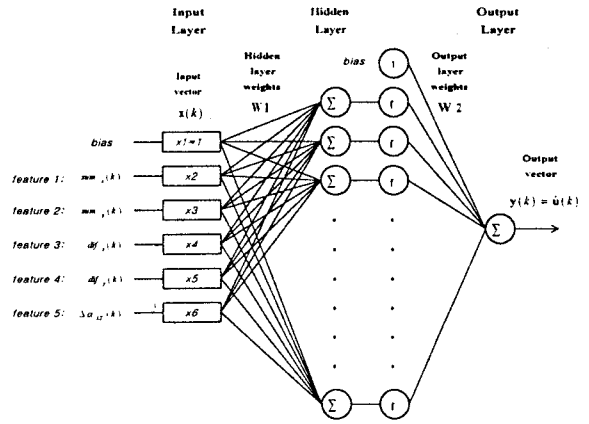 Input Layer
Hidden Layer
Output Layer
Input vector
x(k)
Hidden layer weights
W1
bias
1
Output layer weights
W 2
Σ
f
bias
x1=1
Σ
f
feature 1:
x2
Σ
f
Output vector
y(k) = û(k)
feature 2:
x3
Σ
feature 3:
x4
feature 4:
x5
feature 5:
x6
Σ
f